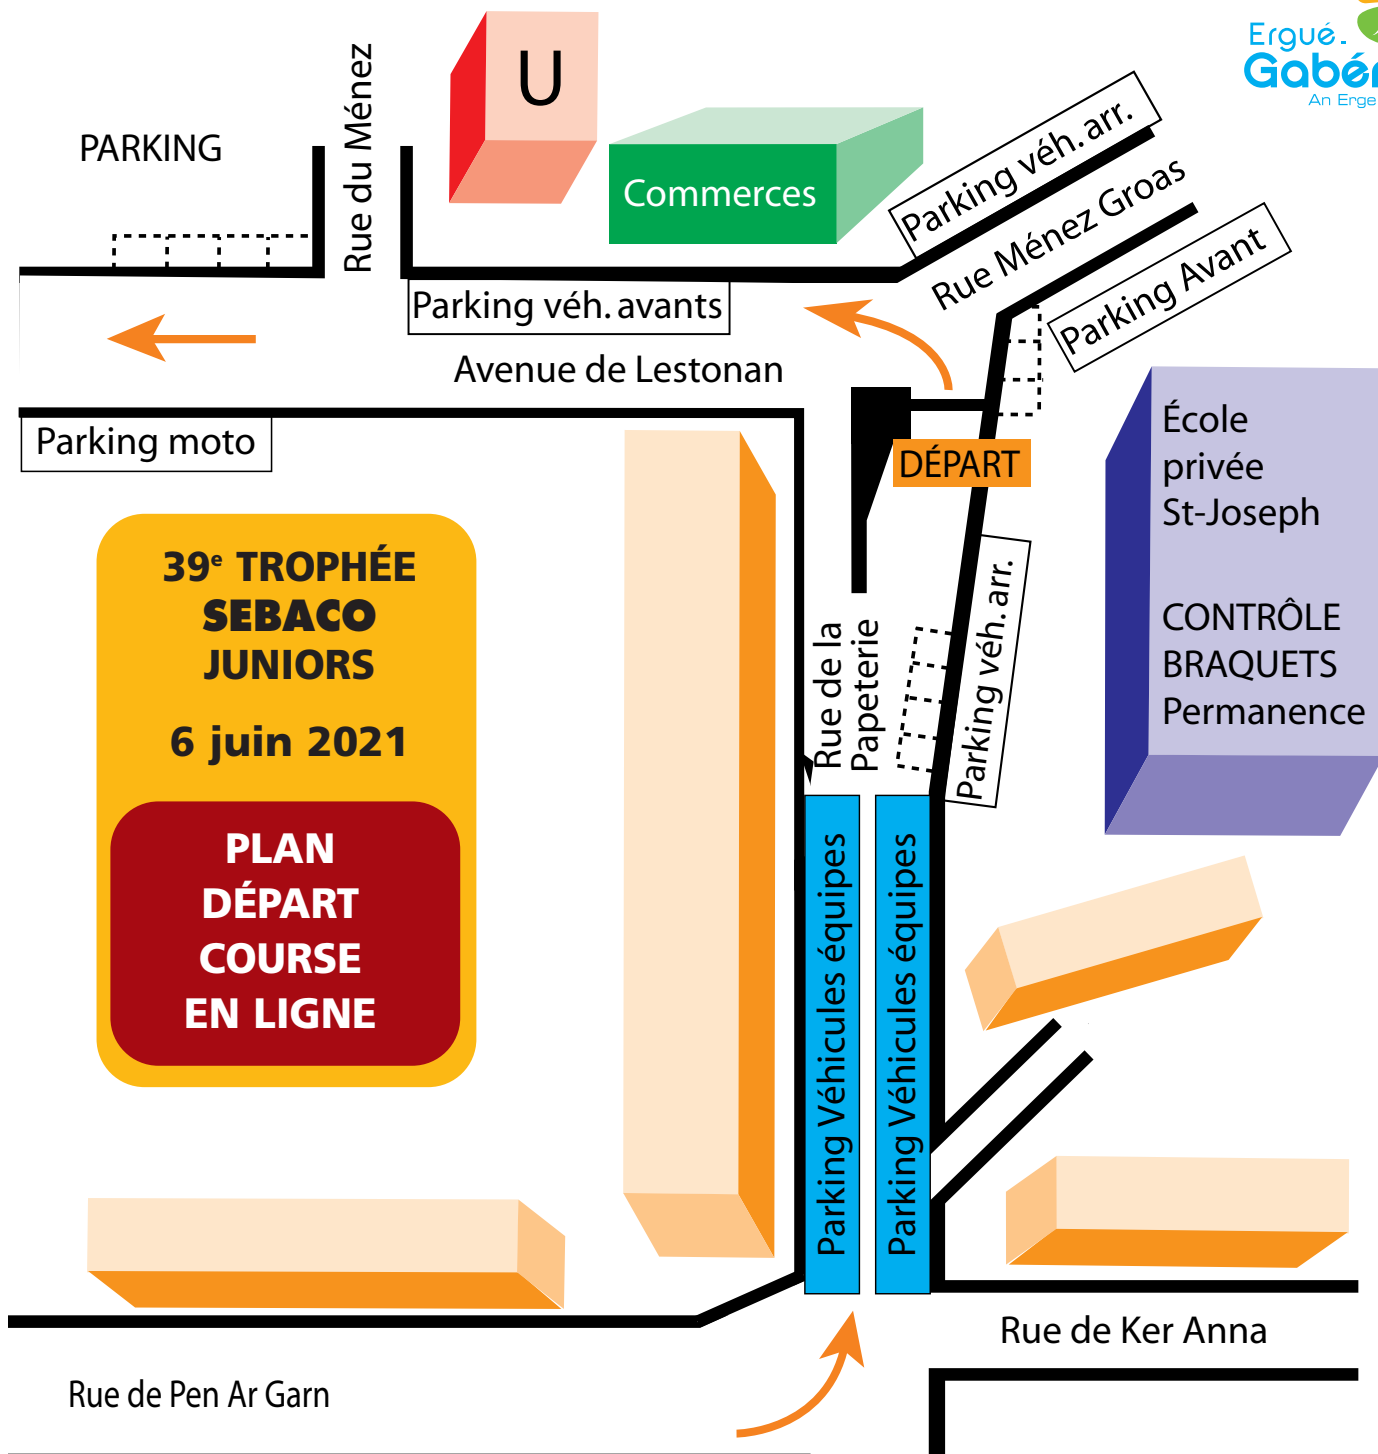 Ergué-
An Erge
PARKING
Rue du Ménez
U
Commerces
Parking véh. arr.
Rue Ménez Groas
Parking Avant
Parking véh. avants
Avenue de Lestonan
Parking moto
DÉPART
École
privée
St-Joseph
CONTRÔLE
BRAQUETS
Permanence
39e TROPHÉE
SEBACO
JUNIORS
6 juin 2021
PLAN
DÉPART
COURSE
EN LIGNE
Rue de la
Papeterie
Parking véh. arr.
Parking Véhicules équipes
Parking Véhicules équipes
Rue de Ker Anna
Rue de Pen Ar Garn